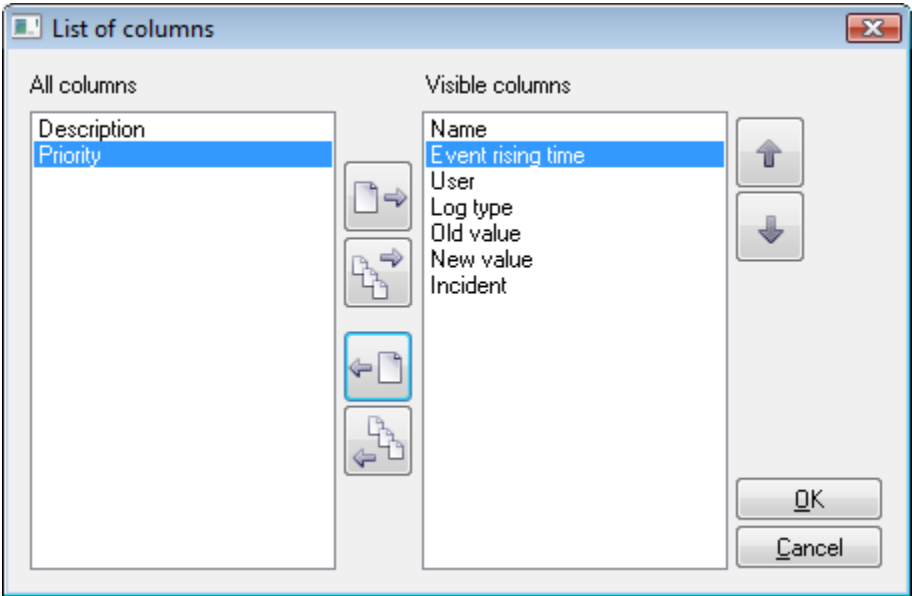 List of columns
All columns
Description
Priority
Visible columns
Name
Event rising time
User
Log type
Old value
New value
Incident
OK
Cancel